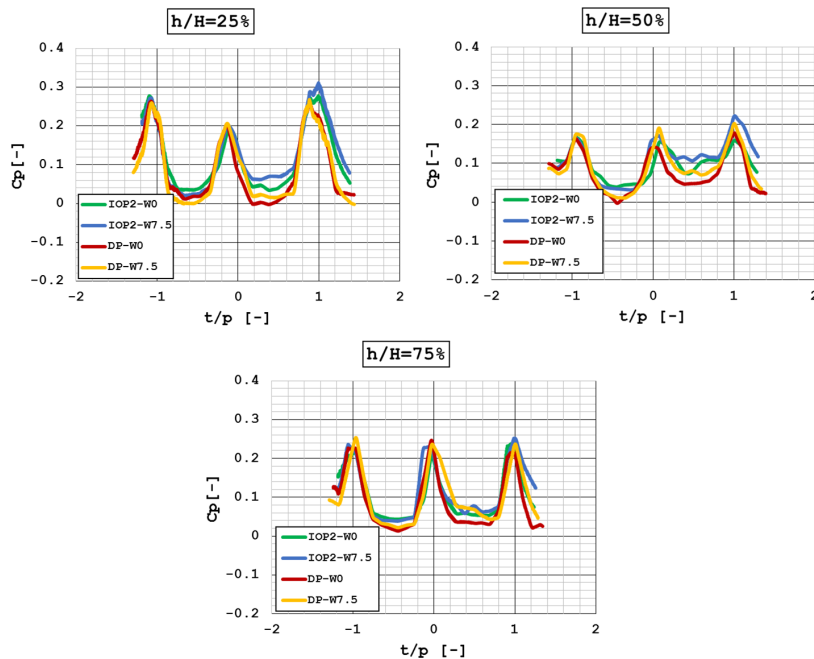 h/H=25%
0.4
0.3
0.2
0.1
0
-0.1
-0.2
Cp[-]
IOP2-W0
IOP2-W7.5
DP-W0
DP-W7.5
-2 -1 0 1 2
t/p [-]
h/H=50%
0.4
0.3
0.2
0.1
0
-0.1
-0.2
Cp[-]
IOP2-W0
IOP2-W7.5
DP-W0
DP-W7.5
-2 -1 0 1 2
t/p [-]
h/H=75%
0.4
0.3
0.2
0.1
0
-0.1
-0.2
Cp[-]
IOP2-W0
IOP2-W7.5
DP-W0
DP-W7.5
-2 -1 0 1 2
t/p [-]